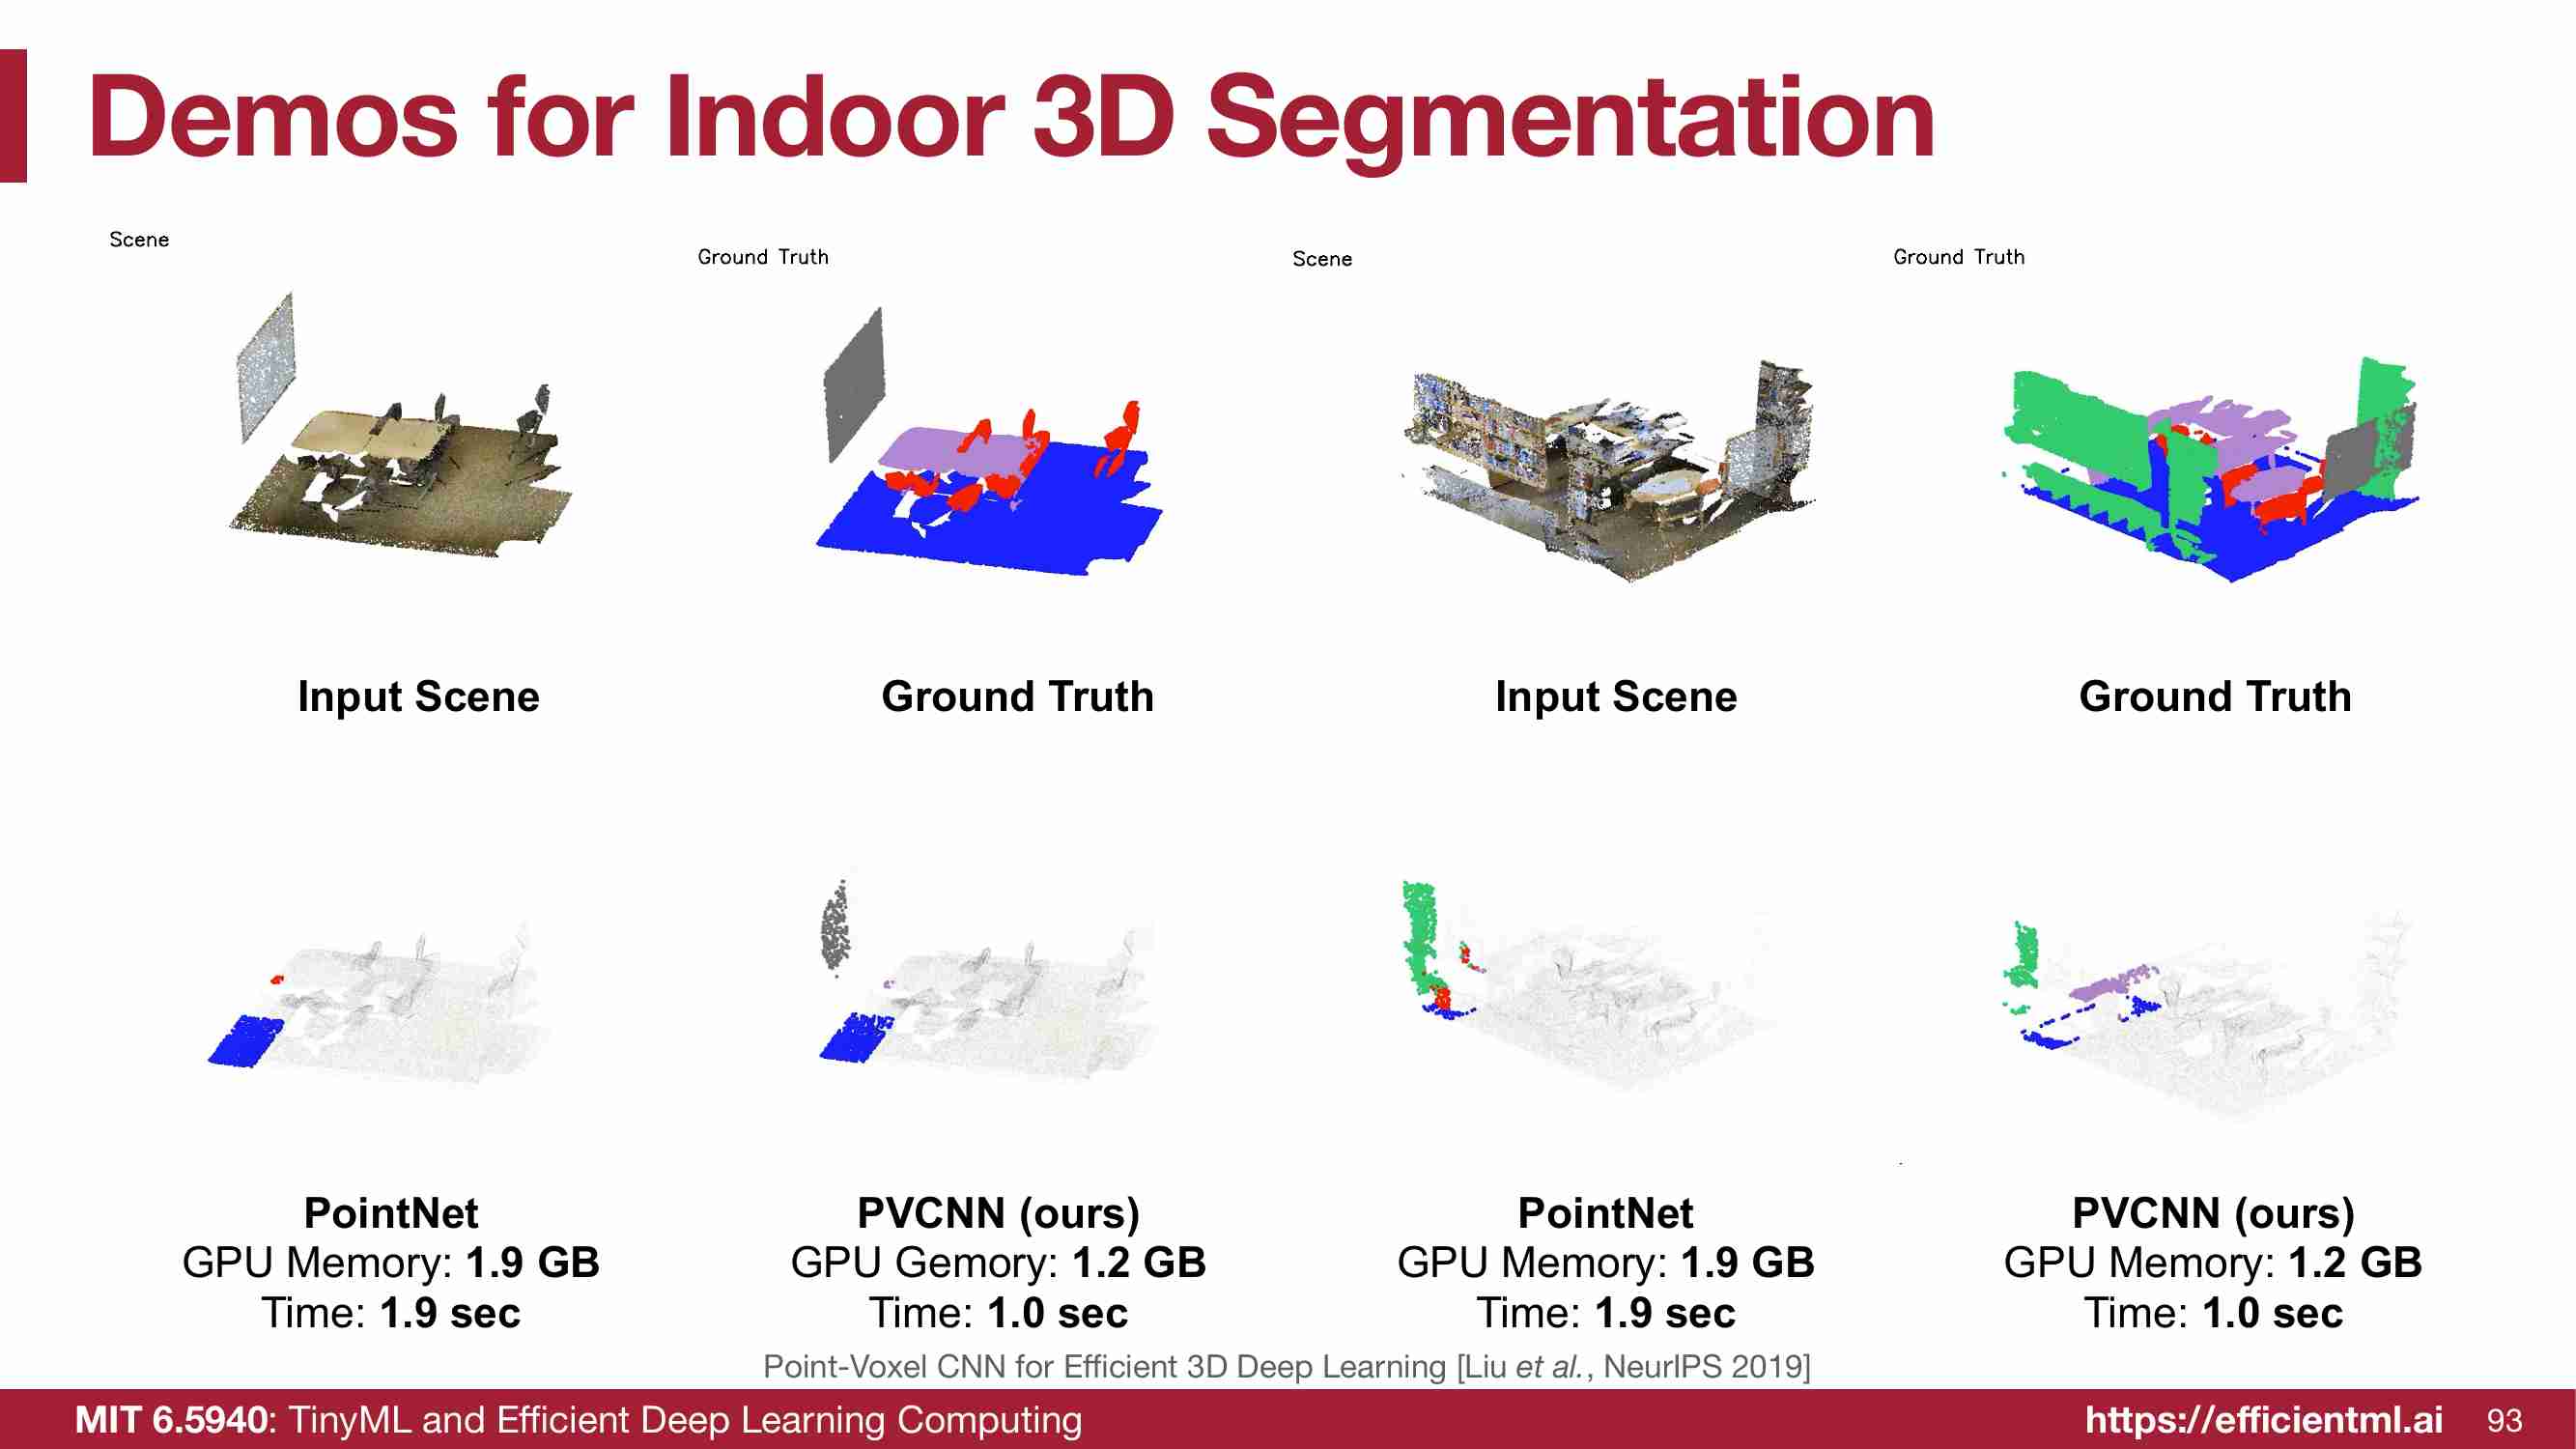 Demos for Indoor 3D Segmentation
Scene
Ground Truth
Scene
Ground Truth
Input Scene
Ground Truth
Input Scene
Ground Truth
PointNet
GPU Memory: 1.9 GB
Time: 1.9 sec
PVCNN (ours)
GPU Gemory: 1.2 GB
Time: 1.0 sec
PointNet
GPU Memory: 1.9 GB
Time: 1.9 sec
PVCNN (ours)
GPU Memory: 1.2 GB
Time: 1.0 sec
Point-Voxel CNN for Efficient 3D Deep Learning [Liu et al., NeurIPS 2019]
MIT 6.5940: TinyML and Efficient Deep Learning Computing
https://efficientml.ai
93